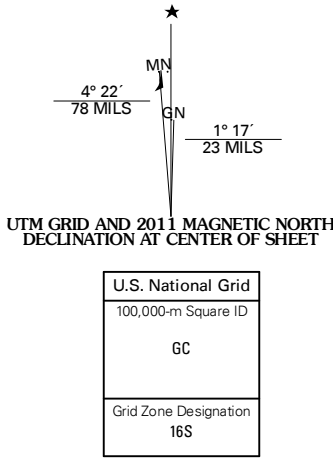 MN
4° 22´
78 MILS
GN
1° 17´
23 MILS
UTM GRID AND 2011 MAGNETIC NORTH
DECLINATION AT CENTER OF SHEET
U.S. National Grid
100,000-m Square ID
GC
Grid Zone Designation
16S